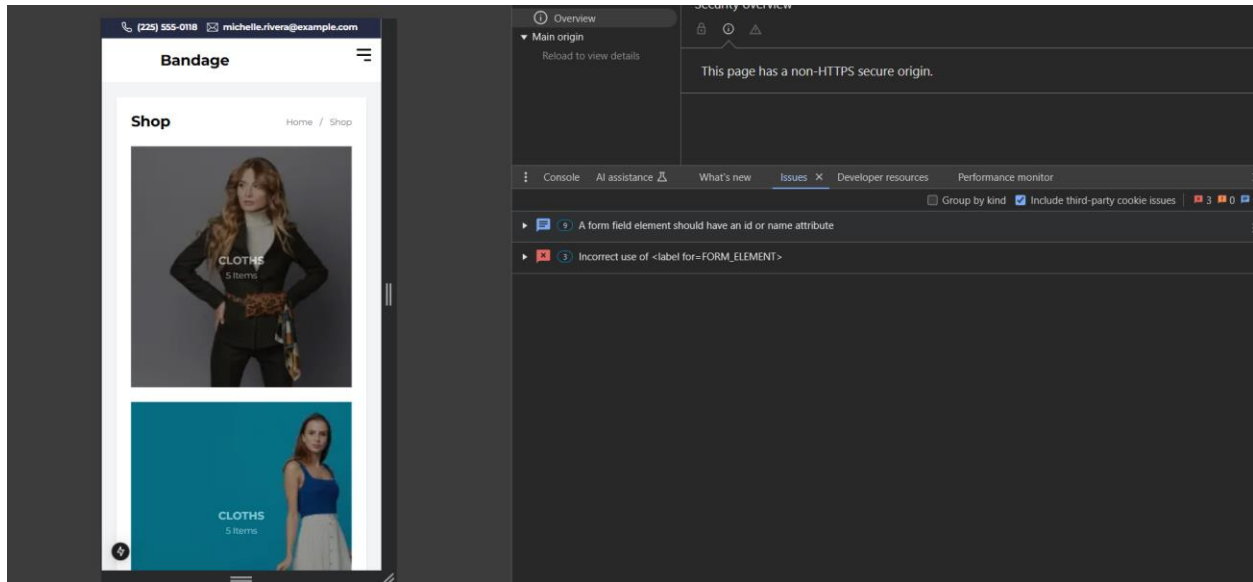 (225) 555-0118 michelle.rivera@example.com
Bandage
Shop
Home / Shop
CLOTHS
5 Items
CLOTHS
5 Items
Overview
Main origin
Reload to view details
Security overview
This page has a non-HTTPS secure origin.
Console AI assistance What's new Issues × Developer resources Performance monitor
Group by kind Include third-party cookie issues 3 0
9 A form field element should have an id or name attribute
3 Incorrect use of <label for=FORM_ELEMENT>